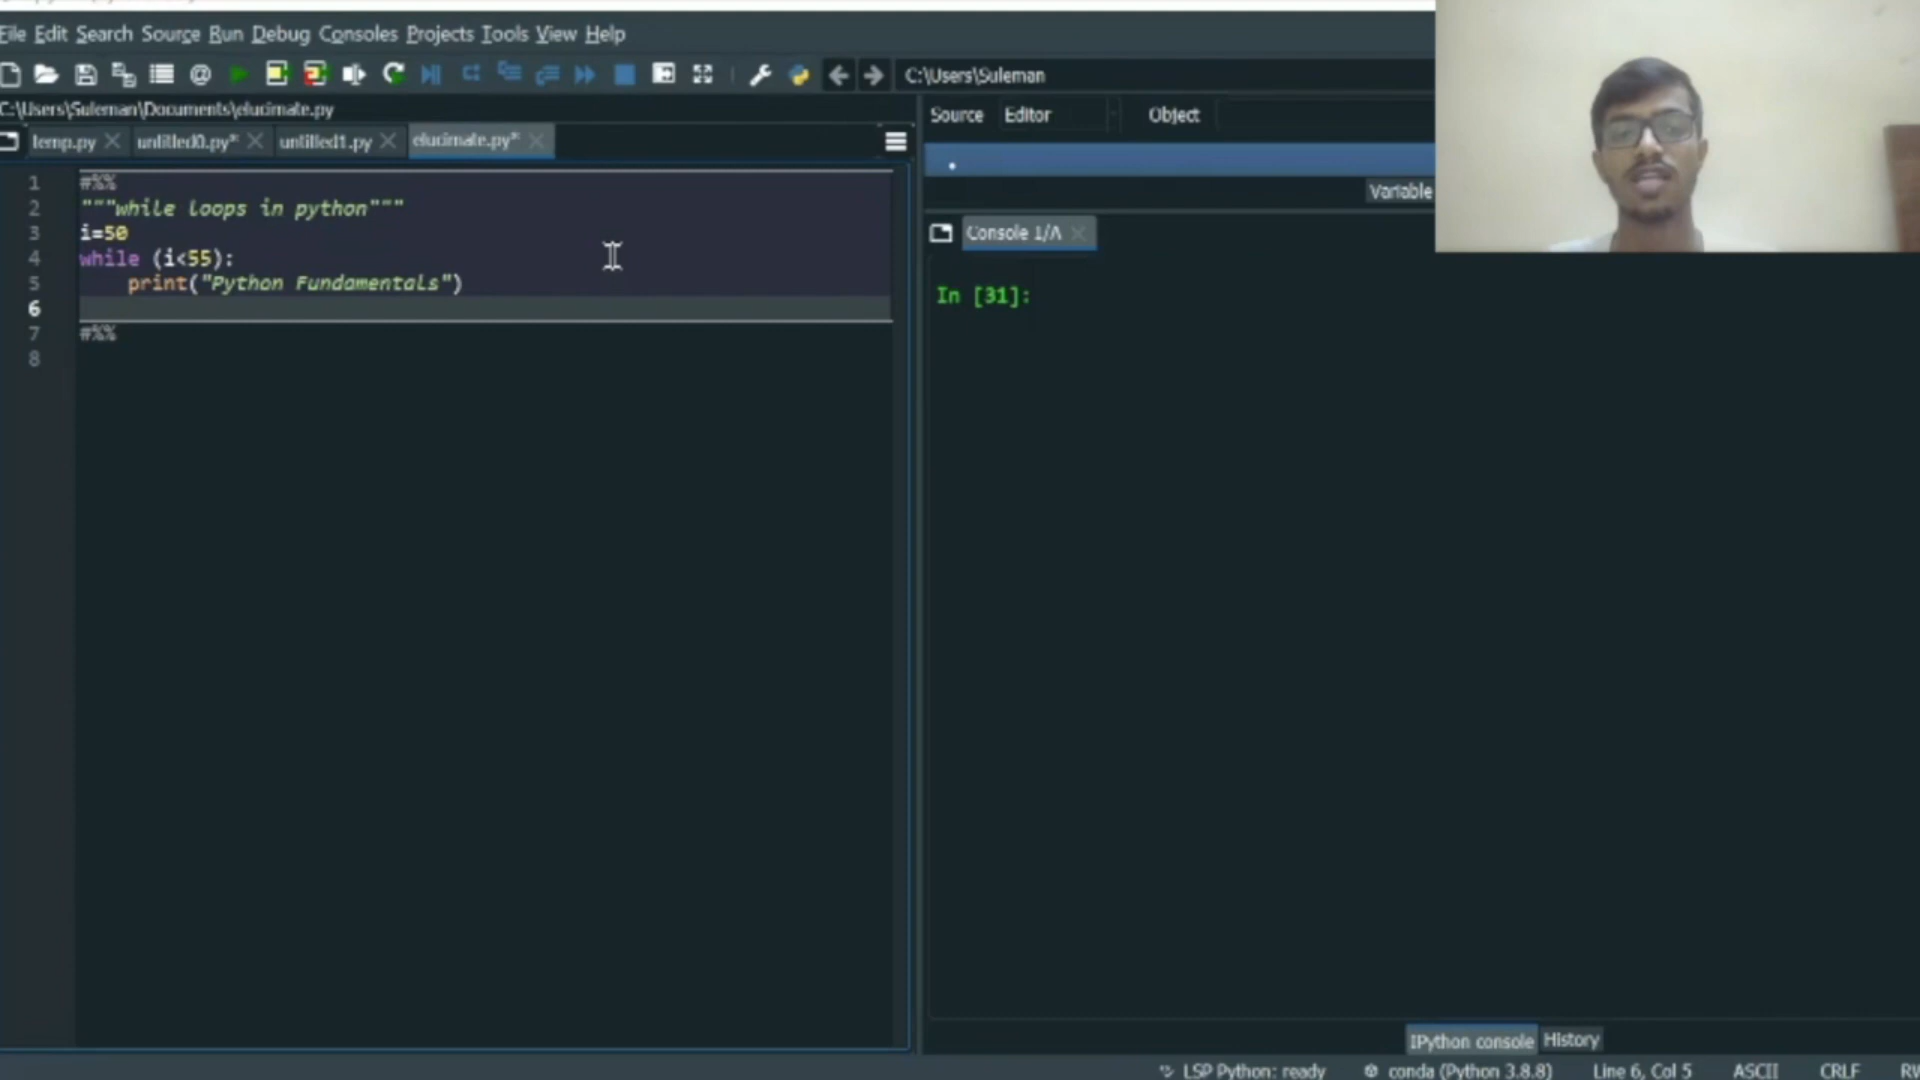 File Edit Search Source Run Debug Consoles Projects Tools View Help
C:\Users\Suleman
C:\Users\Suleman\Documents\elucimate.py
temp.py untitled0.py* untitled1.py elucimate.py*
Source Editor Object
Variable
Console 1/A
1 #%%
2 """while loops in python"""
3 i=50
4 while (i<55):
5 print("Python Fundamentals")
6
7 #%%
8
In [31]:
IPython console History
LSP Python: ready conda (Python 3.8.8) Line 6, Col 5 ASCII CRLF RW